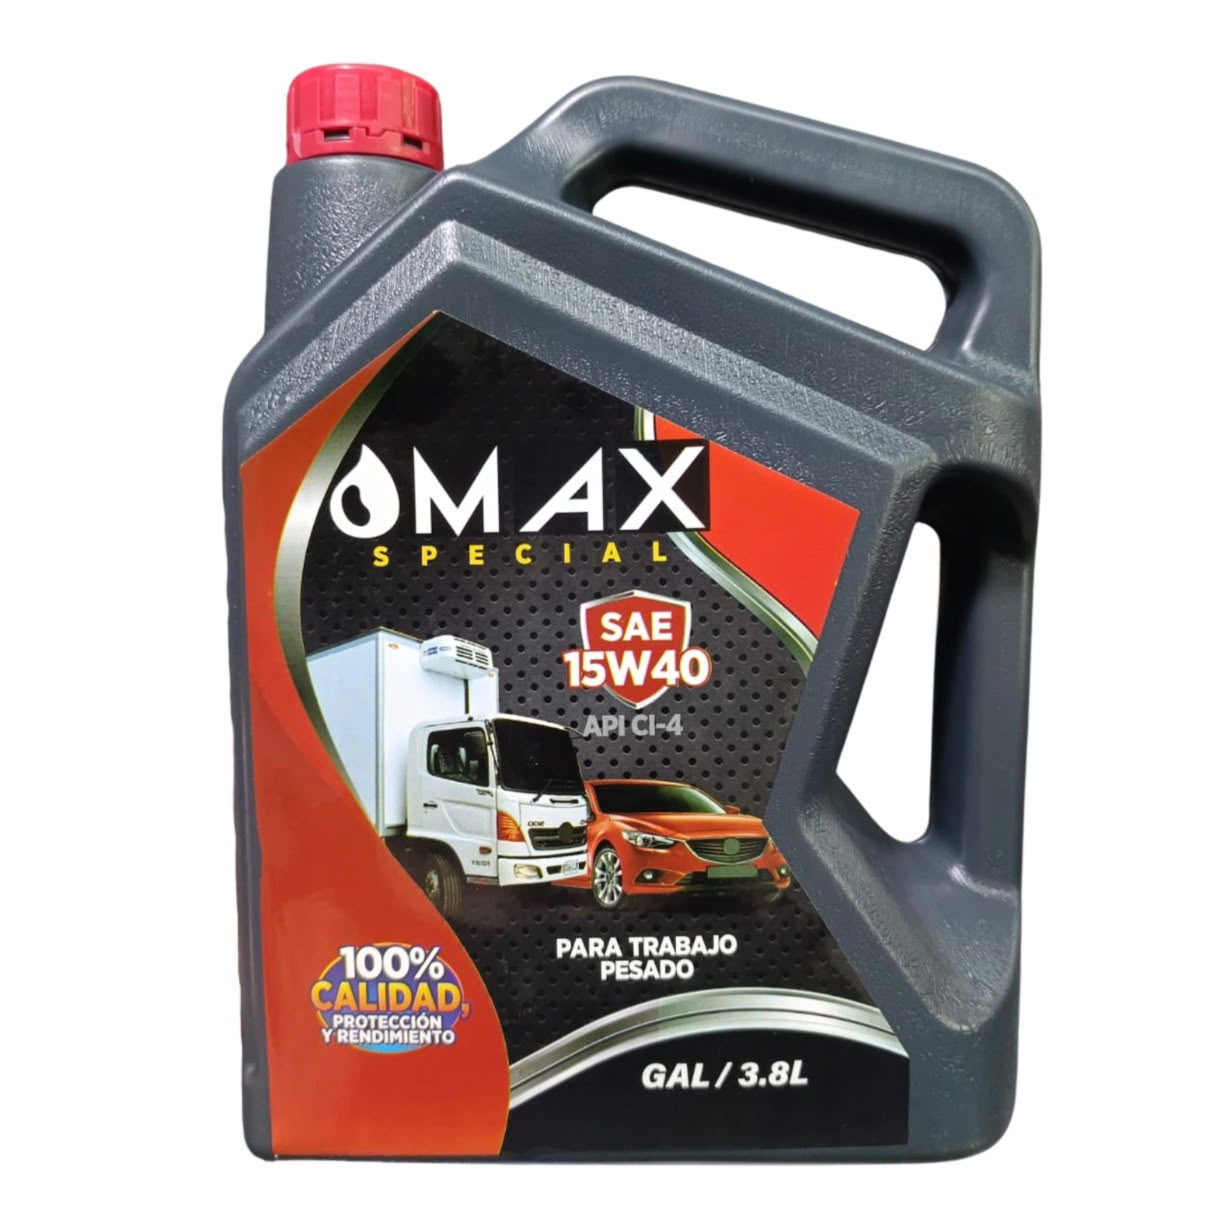 MAX
SPECIAL
SAE
15W40
API CI-4
PARA TRABAJO
PESADO
100%
CALIDAD,
PROTECCIÓN
Y RENDIMIENTO
GAL / 3.8L